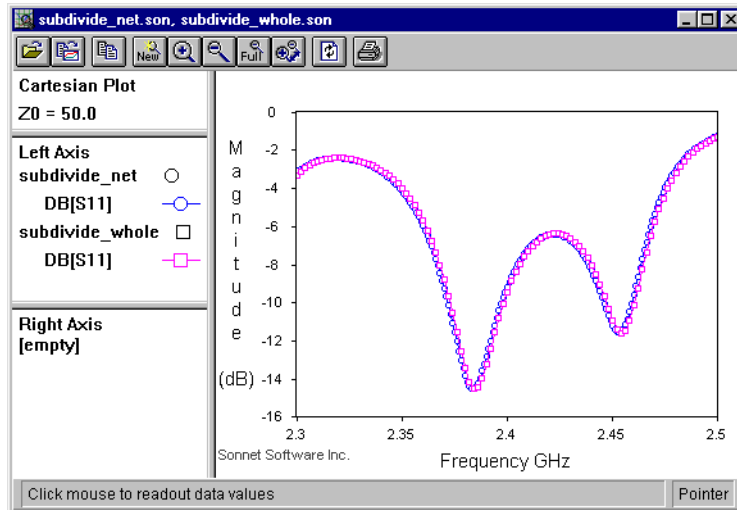 subdivide_net.son, subdivide_whole.son
New
Full
Cartesian Plot
Z0 = 50.0
Left Axis
subdivide_net
DB[S11]
subdivide_whole
DB[S11]
Right Axis
[empty]
Magnitude
(dB)
0
-2
-4
-6
-8
-10
-12
-14
-16
2.3
2.35
2.4
2.45
2.5
Sonnet Software Inc.
Frequency GHz
Click mouse to readout data values
Pointer